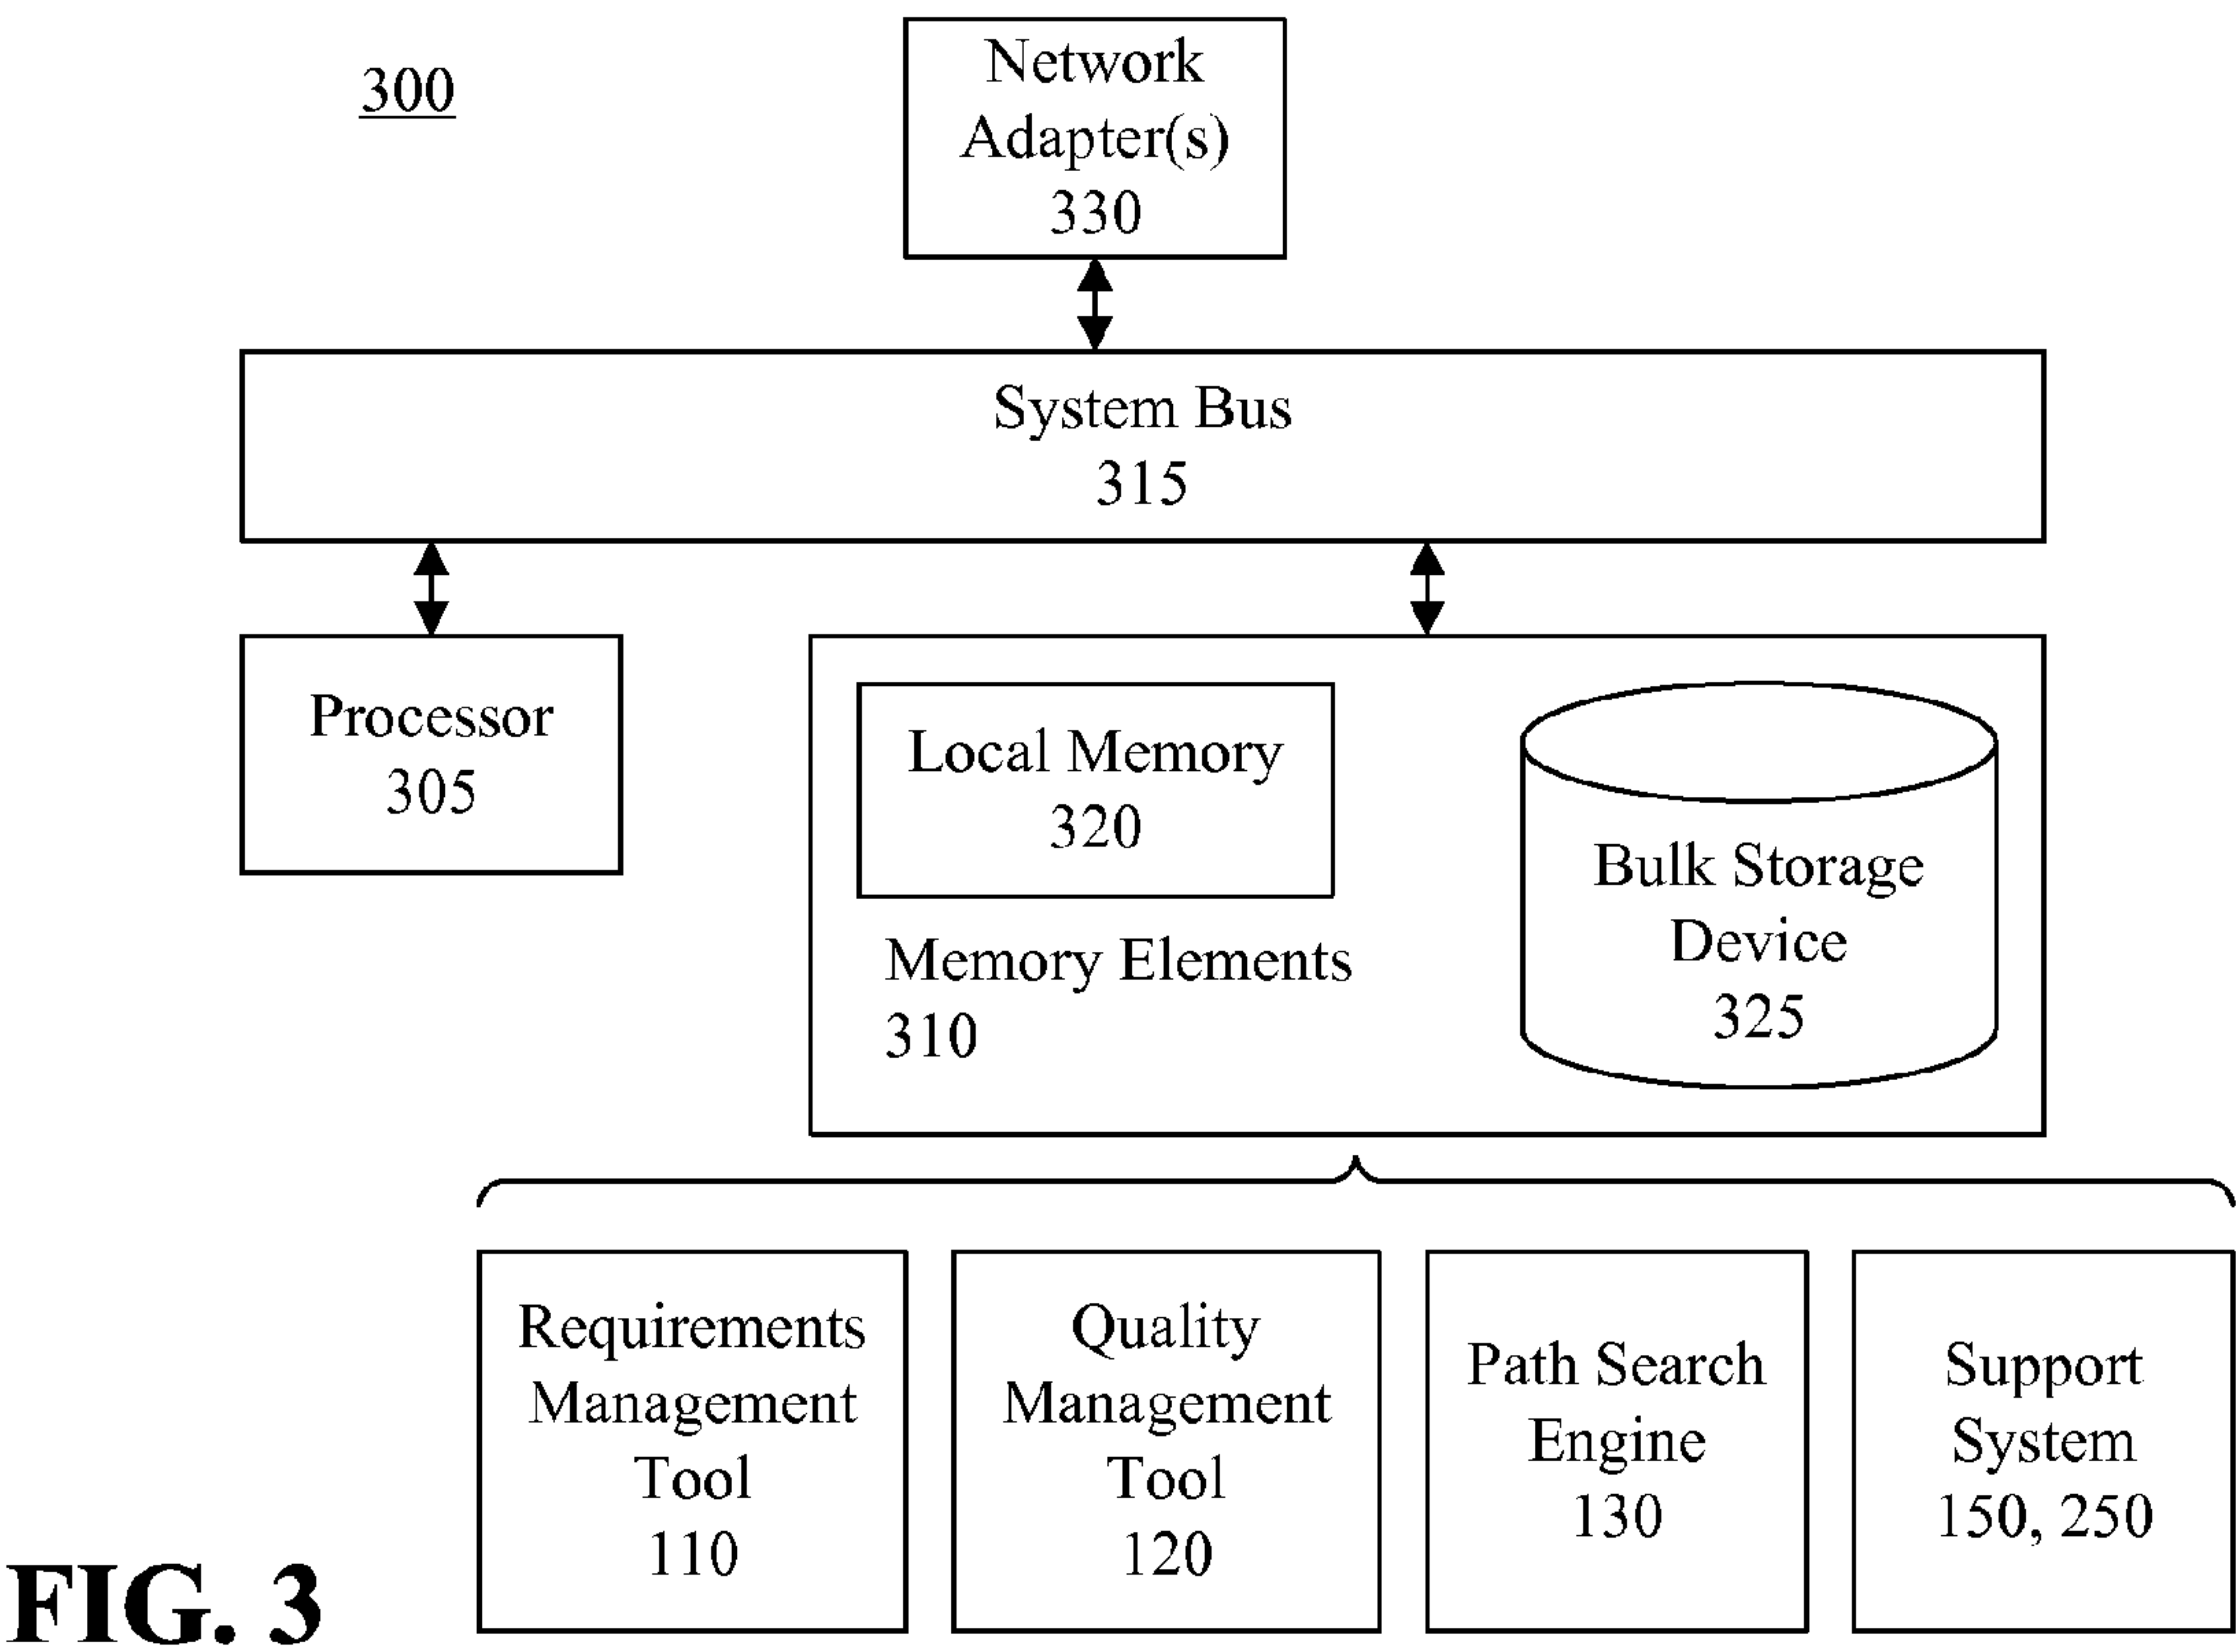 300
Network
Adapter(s)
330
System Bus
315
Processor
305
Local Memory
320
Memory Elements
310
Bulk Storage
Device
325
Requirements
Management
Tool
110
Quality
Management
Tool
120
Path Search
Engine
130
Support
System
150, 250
FIG. 3